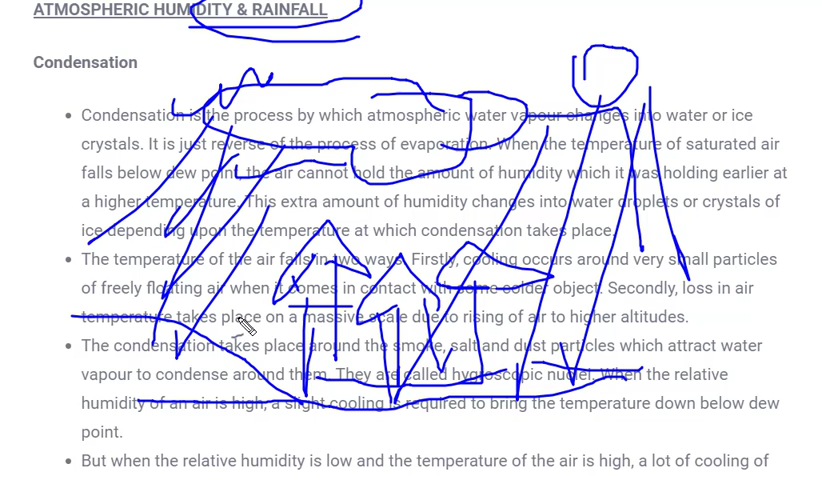 ATMOSPHERIC HUMIDITY & RAINFALL
Condensation
Condensation is the process by which atmospheric water vapour changes into water or ice
crystals. It is just reverse of the process of evaporation. When the temperature of saturated air
falls below dew point, the air cannot hold the amount of humidity which it was holding earlier at
a higher temperature. This extra amount of humidity changes into water droplets or crystals of
ice depending upon the temperature at which condensation takes place.
The temperature of the air falls in two ways. Firstly, cooling occurs around very small particles
of freely floating air when it comes in contact with some colder object. Secondly, loss in air
temperature takes place on a massive scale due to rising of air to higher altitudes.
The condensation takes place around the smoke, salt and dust particles which attract water
vapour to condense around them. They are called hygroscopic nuclei. When the relative
humidity of an air is high, a slight cooling is required to bring the temperature down below dew
point.
But when the relative humidity is low and the temperature of the air is high, a lot of cooling of